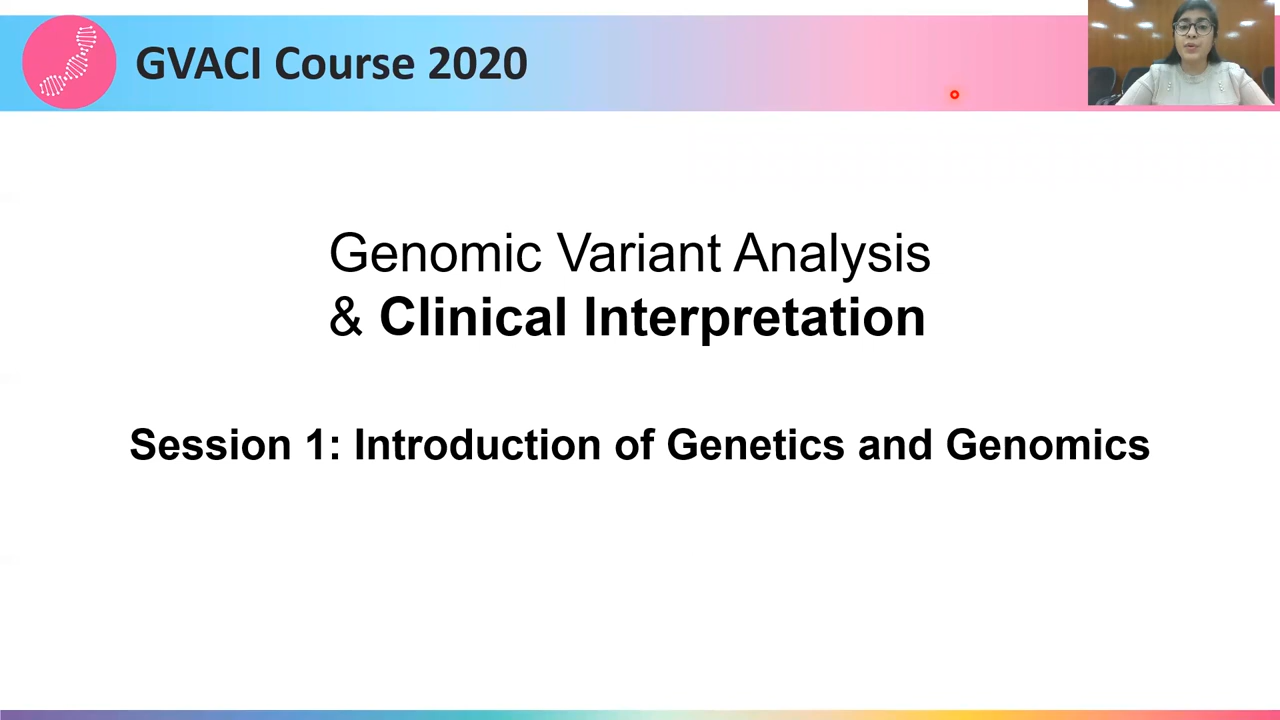 GVACI Course 2020
Genomic Variant Analysis
& Clinical Interpretation
Session 1: Introduction of Genetics and Genomics